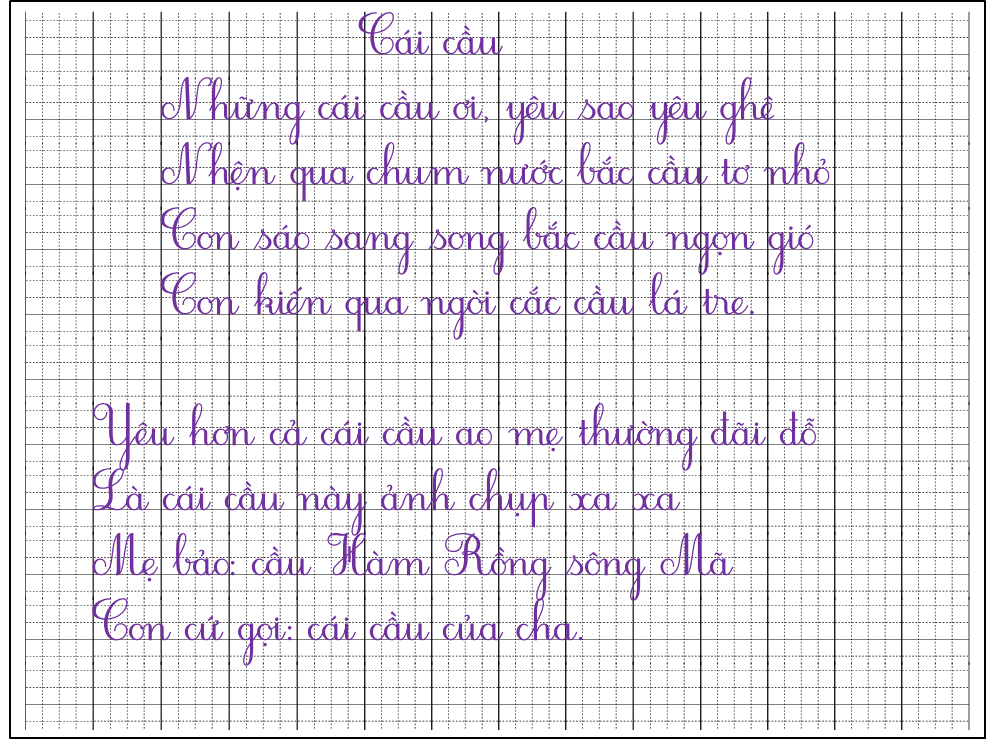 Cái cầu
Những cái cầu ơi, yêu sao yêu ghê
Nhện qua chum nước bắc cầu tơ nhỏ
Con sáo sang song bắc cầu ngọn gió
Con kiến qua ngòi cắc cầu lá tre.
Yêu hơn cả cái cầu ao mẹ thường đãi đỗ
Là cái cầu này ảnh chụp xa xa
Mẹ bảo: cầu Hàm Rồng sông Mã
Con cứ gọi: cái cầu của cha.